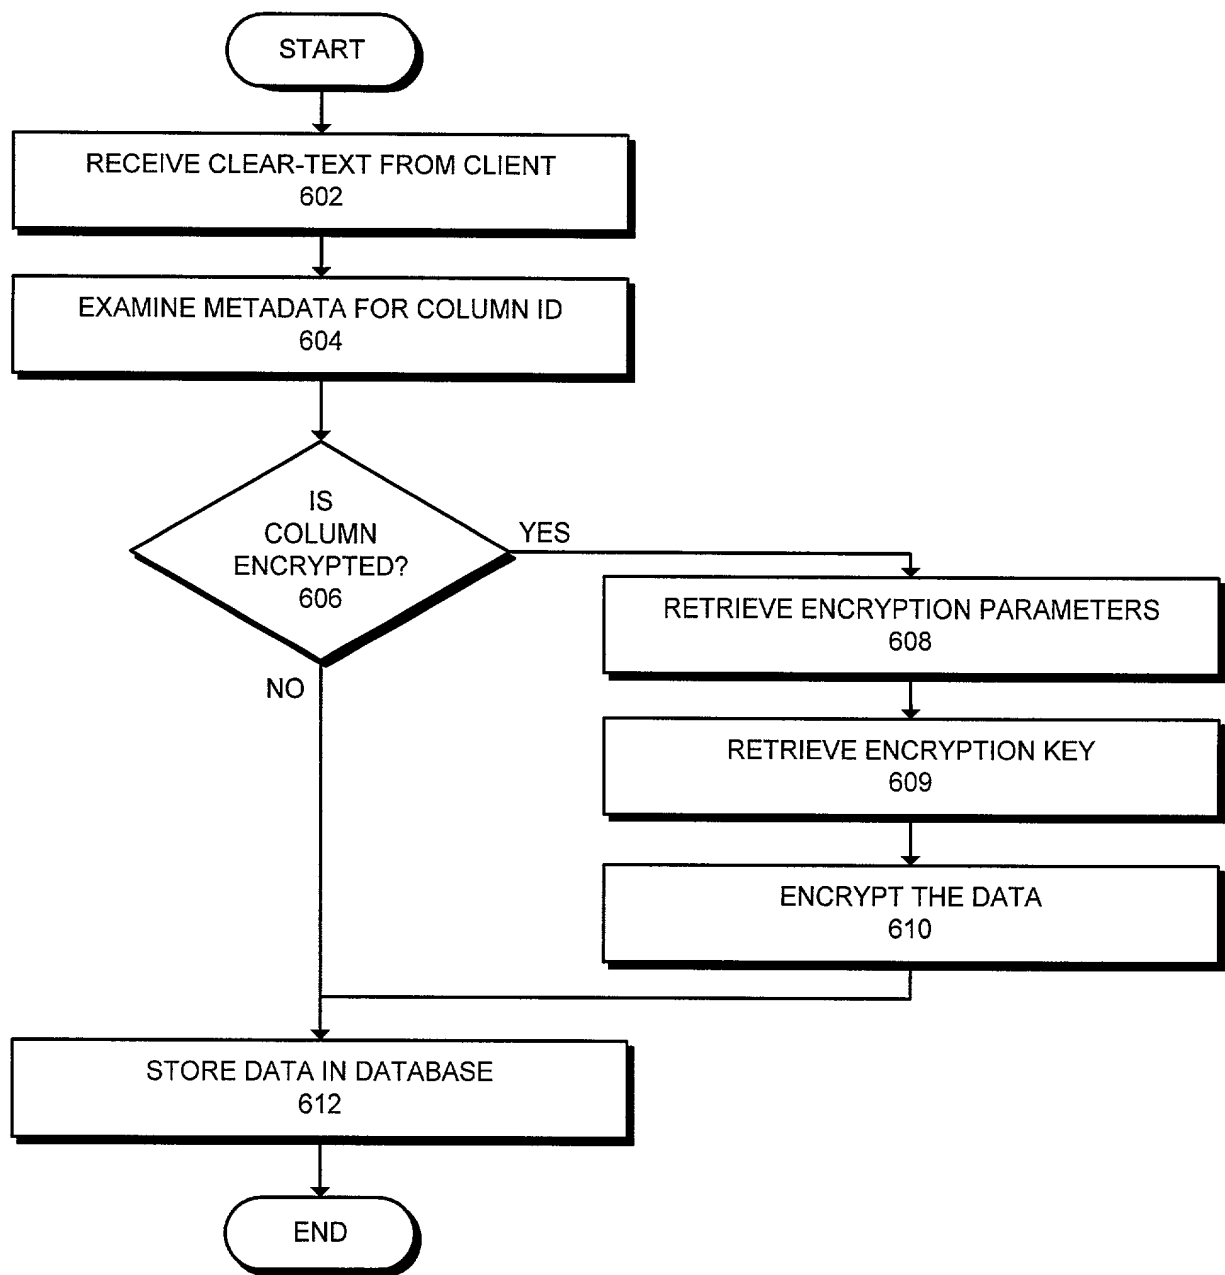 START
RECEIVE CLEAR-TEXT FROM CLIENT
602
EXAMINE METADATA FOR COLUMN ID
604
IS
COLUMN
ENCRYPTED?
606
YES
NO
RETRIEVE ENCRYPTION PARAMETERS
608
RETRIEVE ENCRYPTION KEY
609
ENCRYPT THE DATA
610
STORE DATA IN DATABASE
612
END